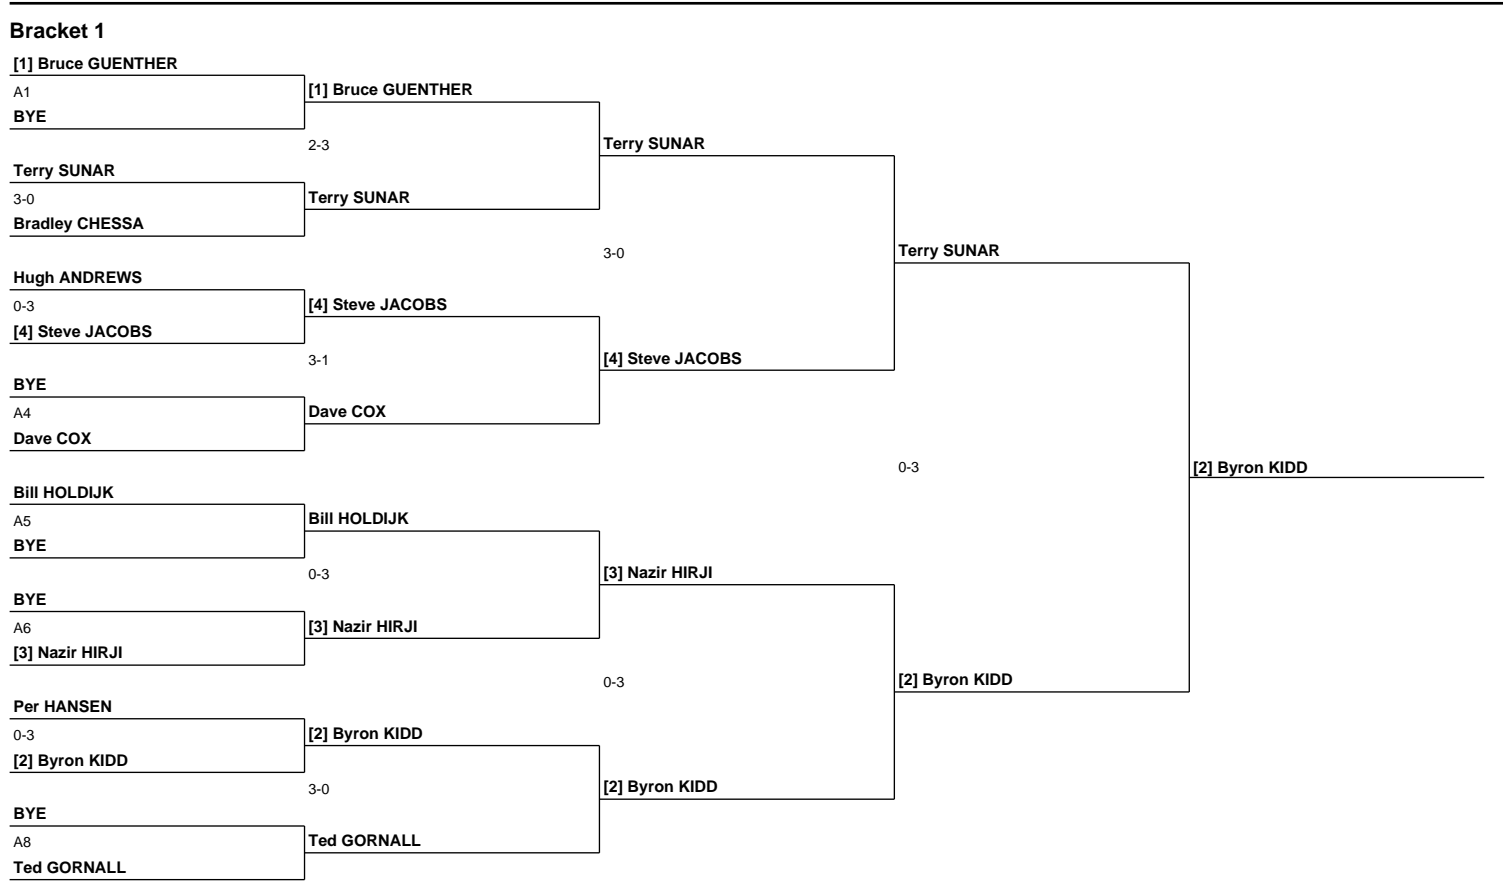 Bracket 1
[1] Bruce GUENTHER
A1
BYE
Terry SUNAR
3-0
Bradley CHESSA
Hugh ANDREWS
0-3
[4] Steve JACOBS
BYE
A4
Dave COX
Bill HOLDIJK
A5
BYE
BYE
A6
[3] Nazir HIRJI
Per HANSEN
0-3
[2] Byron KIDD
BYE
A8
Ted GORNALL
[1] Bruce GUENTHER
2-3
Terry SUNAR
[4] Steve JACOBS
3-1
Dave COX
Bill HOLDIJK
0-3
[3] Nazir HIRJI
[2] Byron KIDD
3-0
Ted GORNALL
Terry SUNAR
3-0
[4] Steve JACOBS
[3] Nazir HIRJI
0-3
[2] Byron KIDD
Terry SUNAR
0-3
[2] Byron KIDD
[2] Byron KIDD